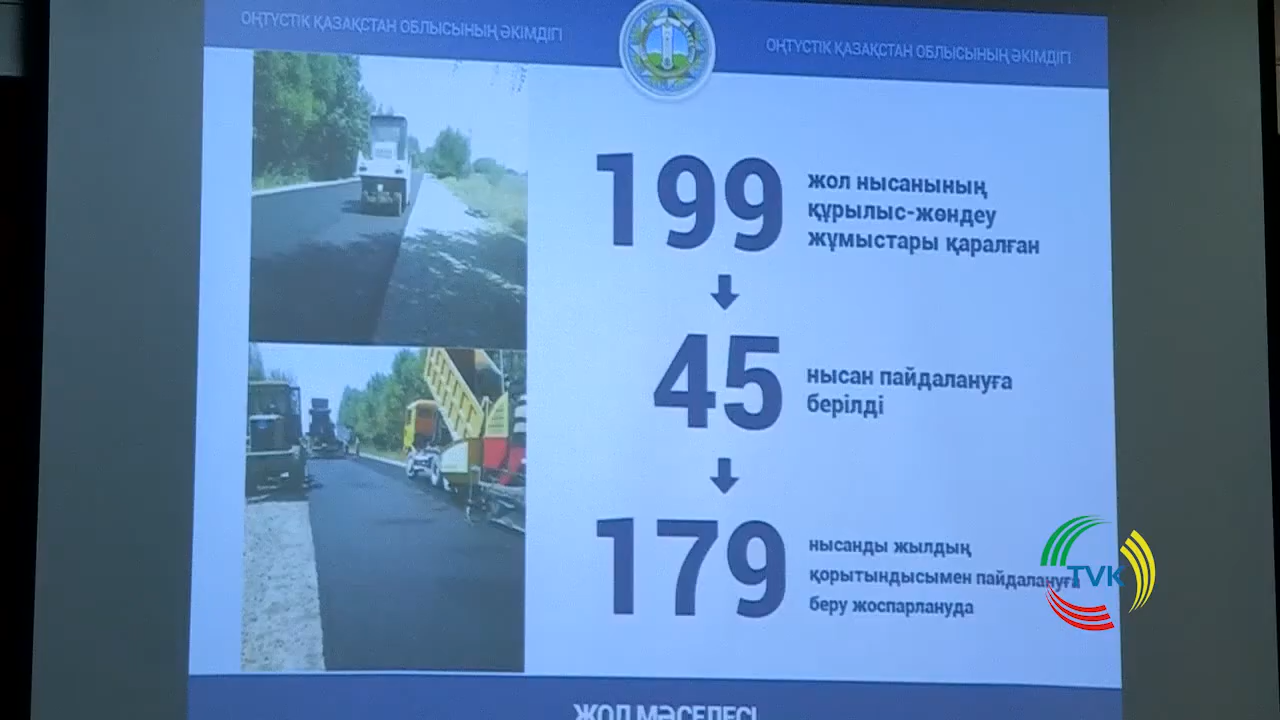 ОҢТҮСТІК ҚАЗАҚСТАН ОБЛЫСЫНЫҢ ӘКІМДІГІ
ОҢТҮСТІК ҚАЗАҚСТАН ОБЛЫСЫНЫҢ ӘКІМДІГІ
199
жол нысанының
құрылыс-жөндеу
жұмыстары қаралған
45
нысан пайдалануға
берілді
179
нысанды жылдың
қорытындысымен пайдалануға
беру жоспарлануда
TVK
ЖОЛ МӘСЕЛЕСІ